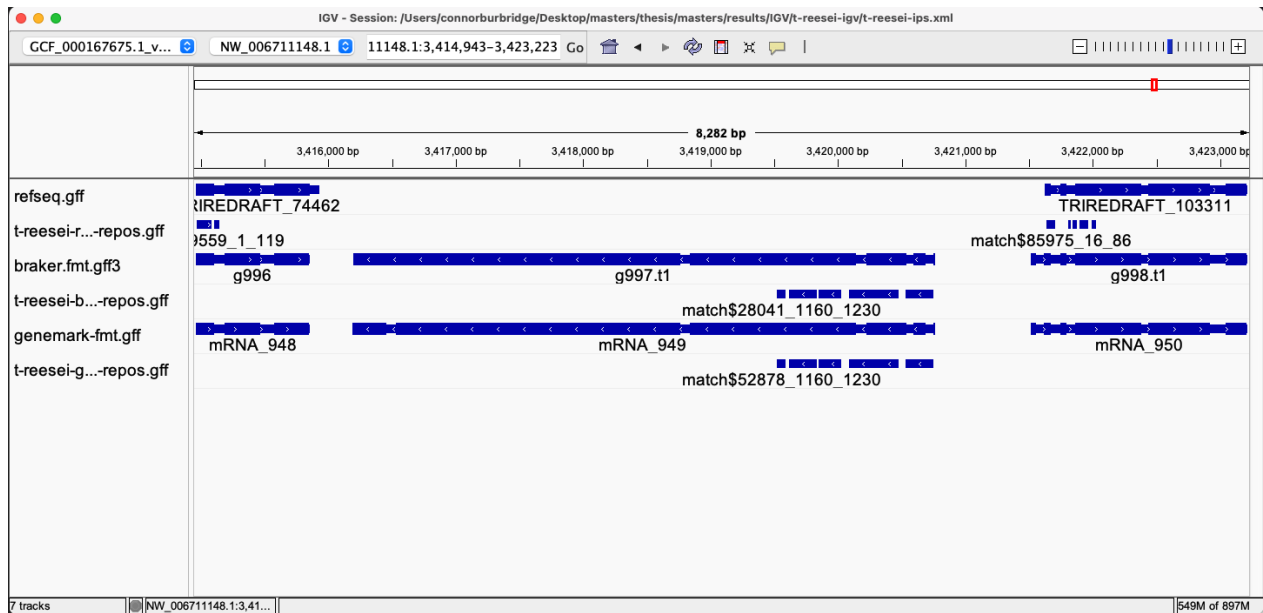 IGV - Session: /Users/connorburbridge/Desktop/masters/thesis/masters/results/IGV/t-reesei-igv/t-reesei-ips.xml
GCF_000167675.1_v... NW_006711148.1 11148.1:3,414,943-3,423,223 Go
8,282 bp
3,416,000 bp 3,417,000 bp 3,418,000 bp 3,419,000 bp 3,420,000 bp 3,421,000 bp 3,422,000 bp 3,423,000 bp
refseq.gff
RIREDRAFT_74462 TRIREDRAFT_103311
t-reesei-r...-repos.gff
9559_1_119 match$85975_16_86
braker.fmt.gff3
g996 g997.t1 g998.t1
t-reesei-b...-repos.gff
match$28041_1160_1230
genemark-fmt.gff
mRNA_948 mRNA_949 mRNA_950
t-reesei-g...-repos.gff
match$52878_1160_1230
7 tracks NW_006711148.1:3,41... 549M of 897M